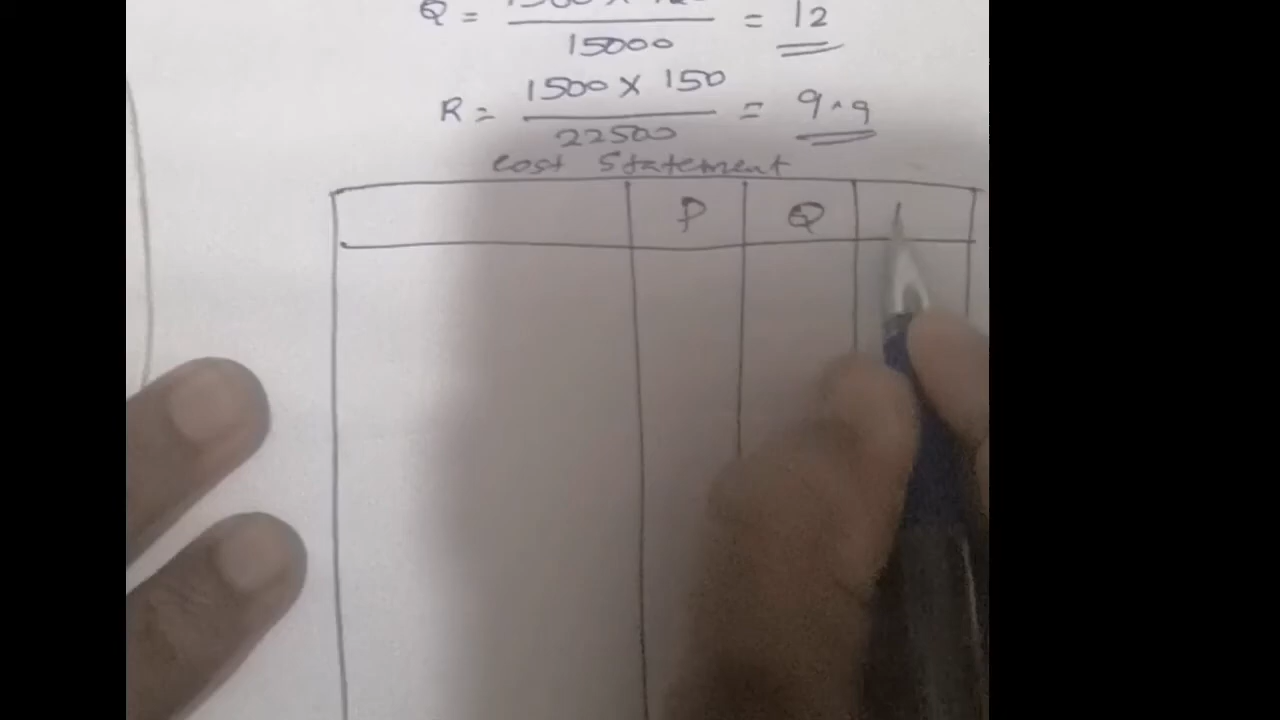 Q = / 15000 = 12
R = 1500 X 150 / 22500 = 9.9
Cost Statement
P Q